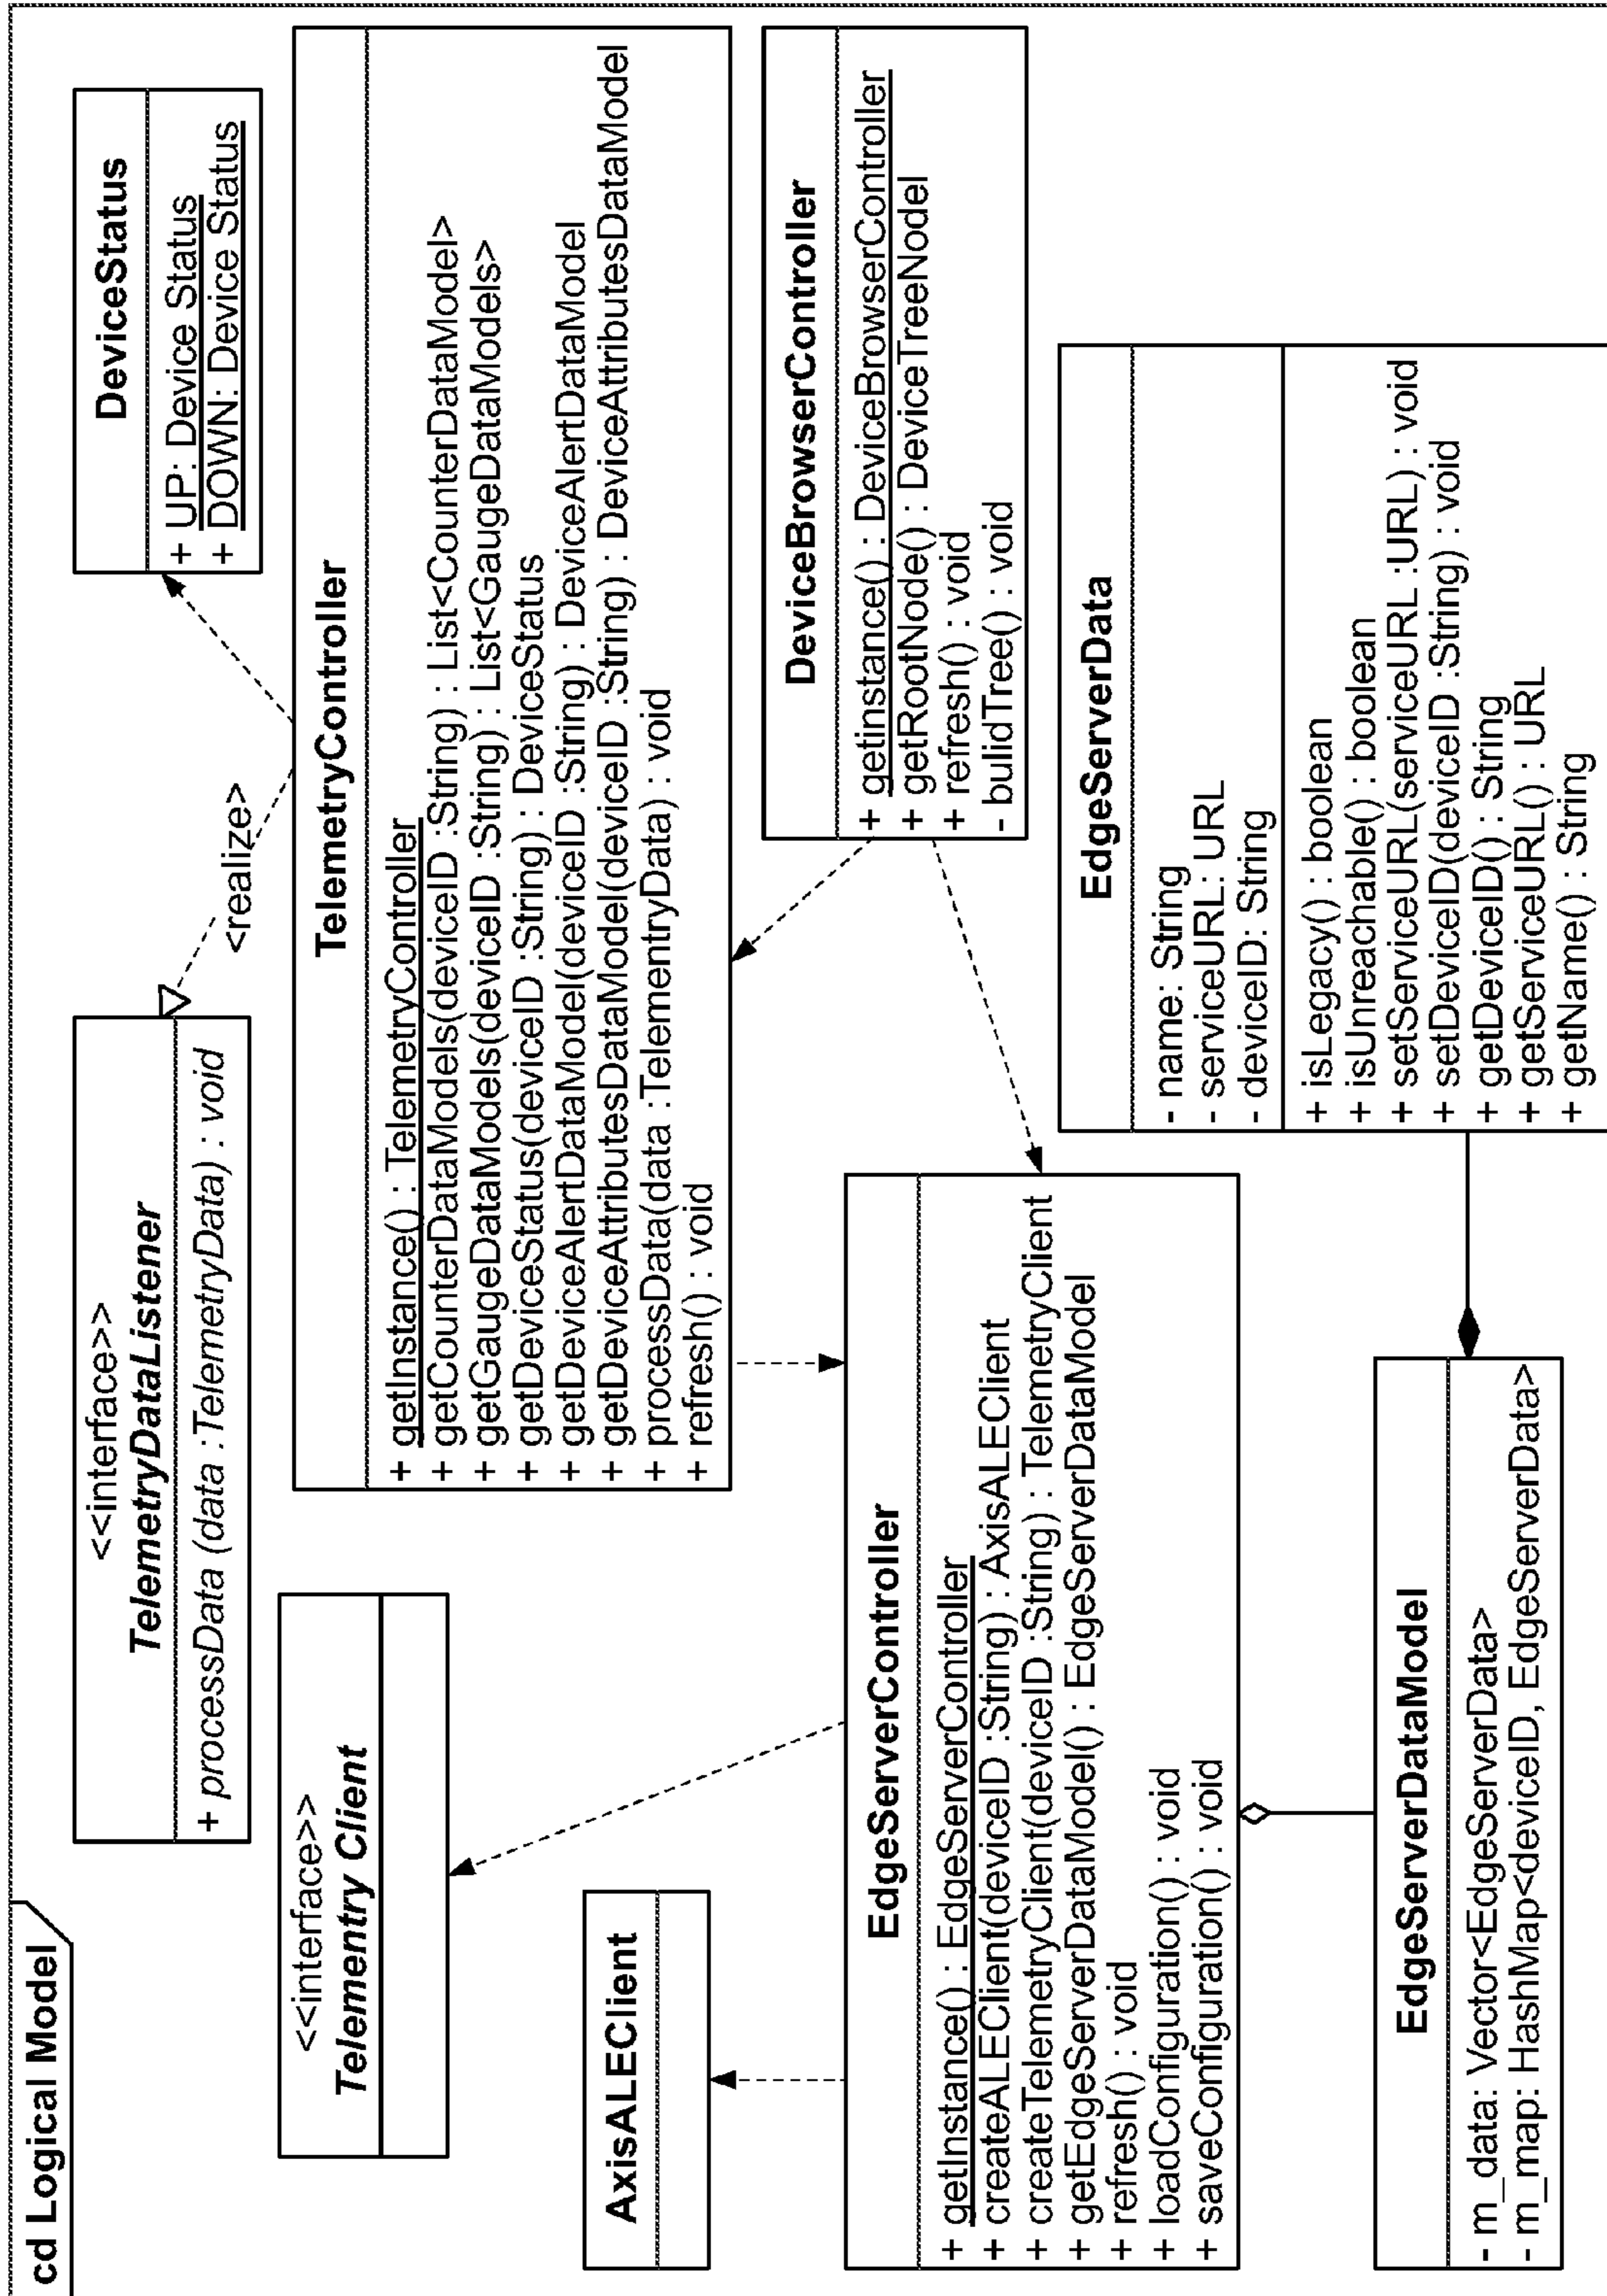 cd Logical Model
<<interface>>
TelemetryDataListener
+ processData (data :TelemetryData) : void
DeviceStatus
+ UP: Device Status
+ DOWN: Device Status
<realize>
<<interface>>
Telementry Client
TelemetryController
+ getInstance() : TelemetryController
+ getCounterDataModels(deviceID :String) : List<CounterDataModel>
+ getGaugeDataModels(deviceID :String) : List<GaugeDataModels>
+ getDeviceStatus(deviceID :String) : DeviceStatus
+ getDeviceAlertDataModel(deviceID :String) : DeviceAlertDataModel
+ getDeviceAttributesDataModel(deviceID :String) : DeviceAttributesDataModel
+ processData(data :TelementryData) : void
+ refresh() : void
AxisALEClient
DeviceBrowserController
+ getinstance() : DeviceBrowserController
+ getRootNode() : DeviceTreeNodel
+ refresh() : void
- bulidTree() : void
EdgeServerController
+ getInstance() : EdgeServerController
+ createALEClient(deviceID :String) : AxisALEClient
+ createTelemetryClient(deviceID :String) : TelemetryClient
+ getEdgeServerDataModel() : EdgeServerDataModel
+ refresh() : void
+ loadConfiguration() : void
+ saveConfiguration() : void
EdgeServerData
- name: String
- serviceURL: URL
- deviceID: String
+ isLegacy() : boolean
+ isUnreachable() : boolean
+ setServiceURL(serviceURL :URL) : void
+ setDeviceID(deviceID :String) : void
+ getDeviceID() : String
+ getServiceURL() : URL
+ getName() : String
EdgeServerDataModel
- m_data: Vector<EdgeServerData>
- m_map: HashMap<deviceID, EdgeServerData>